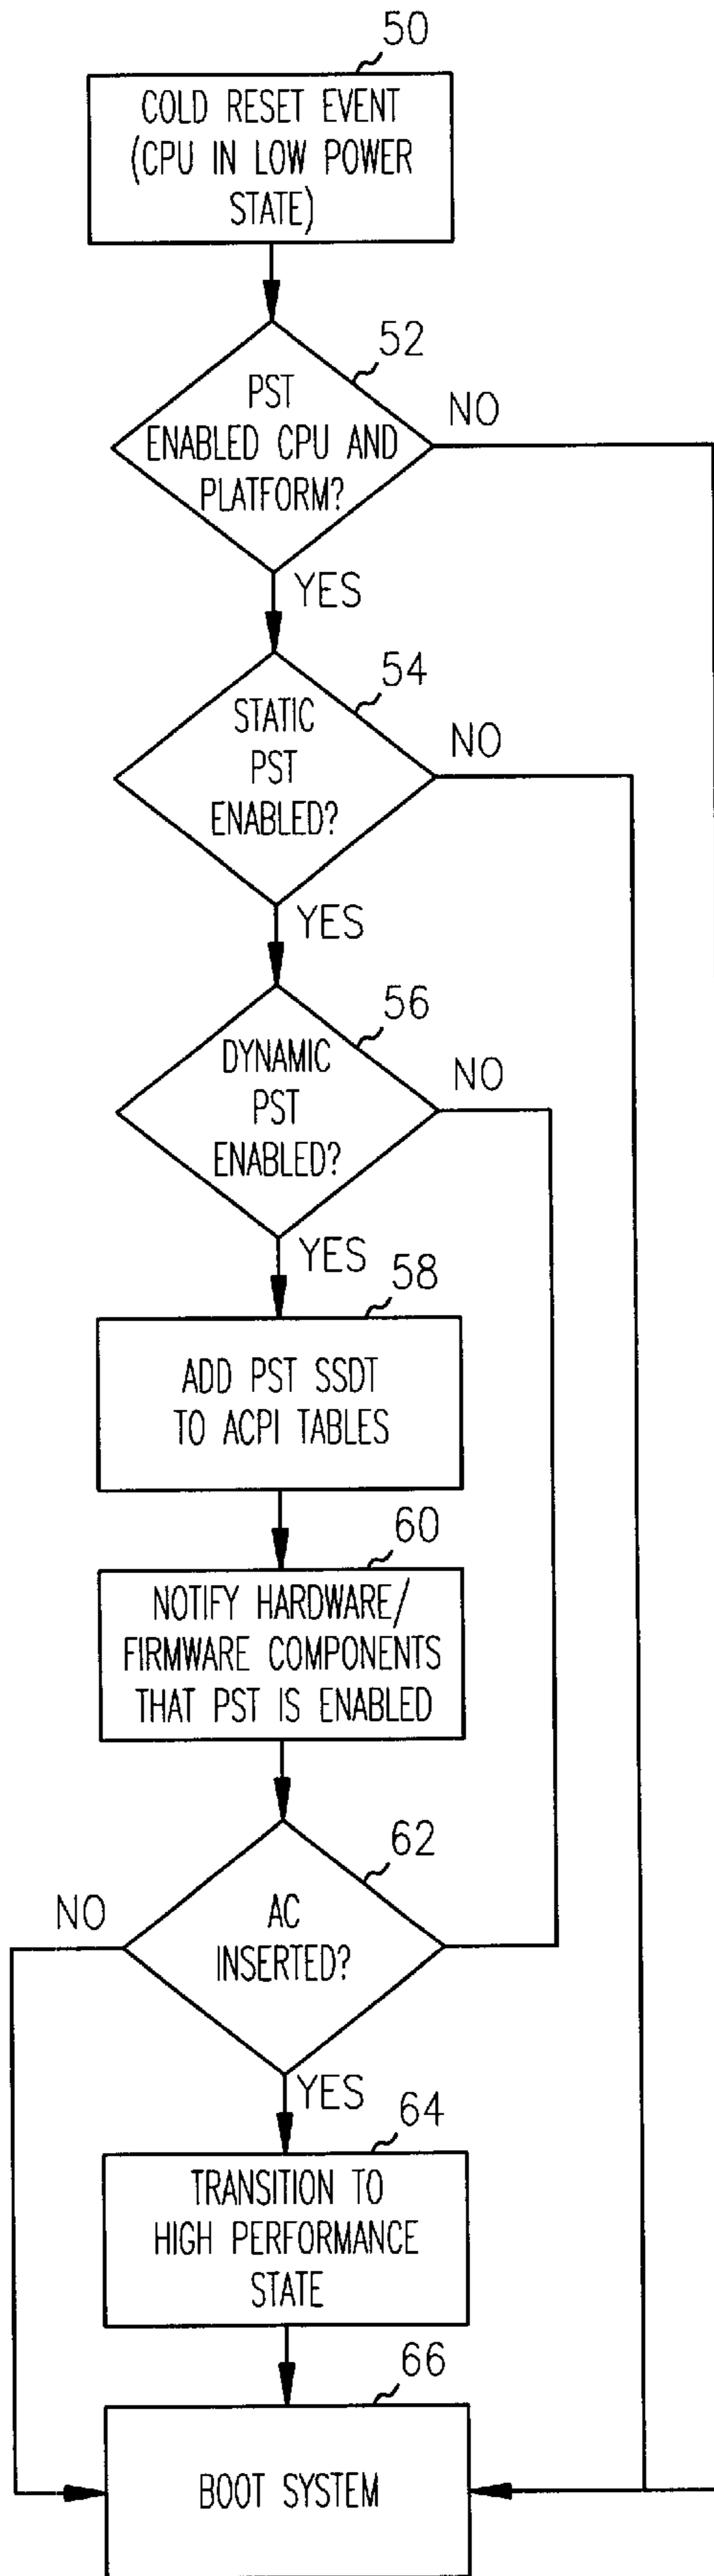 50
COLD RESET EVENT
(CPU IN LOW POWER
STATE)
52
PST
ENABLED CPU AND
PLATFORM?
NO
YES
54
STATIC
PST
ENABLED?
NO
YES
56
DYNAMIC
PST
ENABLED?
NO
YES
58
ADD PST SSDT
TO ACPI TABLES
60
NOTIFY HARDWARE/
FIRMWARE COMPONENTS
THAT PST IS ENABLED
62
NO
AC
INSERTED?
YES
64
TRANSITION TO
HIGH PERFORMANCE
STATE
66
BOOT SYSTEM